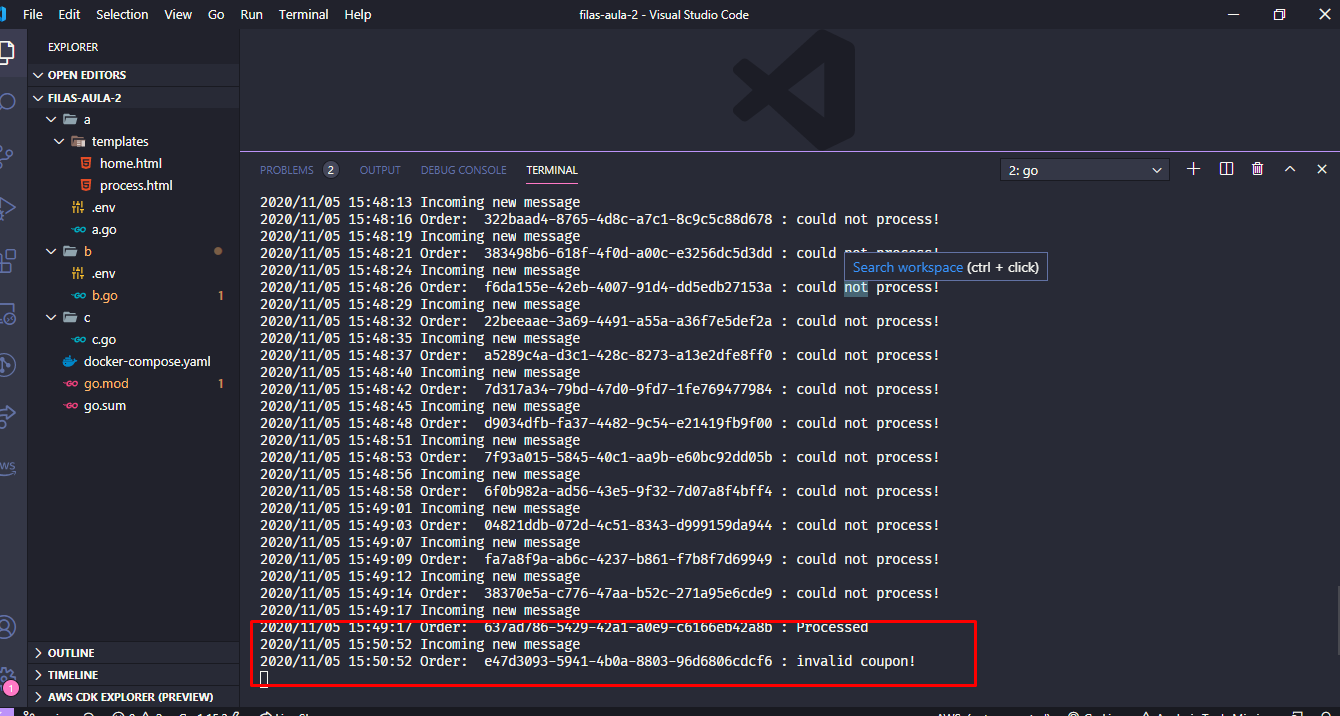 File Edit Selection View Go Run Terminal Help filas-aula-2 - Visual Studio Code
EXPLORER
OPEN EDITORS
FILAS-AULA-2
a
templates
home.html
process.html
.env
a.go
b
.env
b.go 1
c
c.go
docker-compose.yaml
go.mod 1
go.sum
OUTLINE
TIMELINE
AWS CDK EXPLORER (PREVIEW)
1
PROBLEMS 2 OUTPUT DEBUG CONSOLE TERMINAL 2: go
2020/11/05 15:48:13 Incoming new message
2020/11/05 15:48:16 Order:  322baad4-8765-4d8c-a7c1-8c9c5c88d678 : could not process!
2020/11/05 15:48:19 Incoming new message
2020/11/05 15:48:21 Order:  383498b6-618f-4f0d-a00c-e3256dc5d3dd : could not process!
2020/11/05 15:48:24 Incoming new message
Search workspace (ctrl + click)
2020/11/05 15:48:26 Order:  f6da155e-42eb-4007-91d4-dd5edb27153a : could not process!
2020/11/05 15:48:29 Incoming new message
2020/11/05 15:48:32 Order:  22beeaae-3a69-4491-a55a-a36f7e5def2a : could not process!
2020/11/05 15:48:35 Incoming new message
2020/11/05 15:48:37 Order:  a5289c4a-d3c1-428c-8273-a13e2dfe8ff0 : could not process!
2020/11/05 15:48:40 Incoming new message
2020/11/05 15:48:42 Order:  7d317a34-79bd-47d0-9fd7-1fe769477984 : could not process!
2020/11/05 15:48:45 Incoming new message
2020/11/05 15:48:48 Order:  d9034dfb-fa37-4482-9c54-e21419fb9f00 : could not process!
2020/11/05 15:48:51 Incoming new message
2020/11/05 15:48:53 Order:  7f93a015-5845-40c1-aa9b-e60bc92dd05b : could not process!
2020/11/05 15:48:56 Incoming new message
2020/11/05 15:48:58 Order:  6f0b982a-ad56-43e5-9f32-7d07a8f4bff4 : could not process!
2020/11/05 15:49:01 Incoming new message
2020/11/05 15:49:03 Order:  04821ddb-072d-4c51-8343-d999159da944 : could not process!
2020/11/05 15:49:07 Incoming new message
2020/11/05 15:49:09 Order:  fa7a8f9a-ab6c-4237-b861-f7b8f7d69949 : could not process!
2020/11/05 15:49:12 Incoming new message
2020/11/05 15:49:14 Order:  38370e5a-c776-47aa-b52c-271a95e6cde9 : could not process!
2020/11/05 15:49:17 Incoming new message
2020/11/05 15:49:17 Order:  637ad786-5429-42a1-a0e9-c6166eb42a8b : Processed
2020/11/05 15:50:52 Incoming new message
2020/11/05 15:50:52 Order:  e47d3093-5941-4b0a-8803-96d6806cdcf6 : invalid coupon!